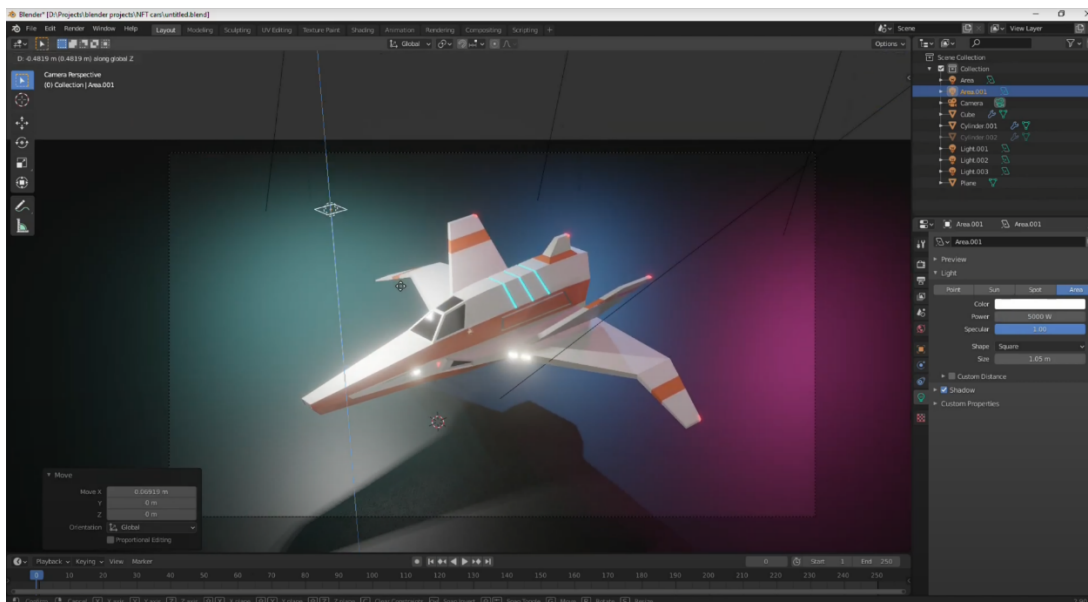 Blender* [D:\Projects\blender projects\NFT cars\untitled.blend]
File Edit Render Window Help Layout Modeling Sculpting UV Editing Texture Paint Shading Animation Rendering Compositing Scripting + Scene View Layer
Global Options
D: -0.4819 m (0.4819 m) along global Z
Camera Perspective
(0) Collection | Area.001
Scene Collection
Collection
Area
Area.001
Camera
Cube
Cylinder.001
Cylinder.002
Light.001
Light.002
Light.003
Plane
Area.001 Area.001
Area.001
Preview
Light
Point Sun Spot Area
Color
Power 5000 W
Specular 1.00
Shape Square
Size 1.05 m
Custom Distance
Shadow
Custom Properties
Move
Move X 0.06913 m
Y 0 m
Z 0 m
Orientation Global
Proportional Editing
Playback Keying View Marker 0 Start 1 End 250
0 10 20 30 40 50 60 70 80 90 100 110 120 130 140 150 160 170 180 190 200 210 220 230 240 250